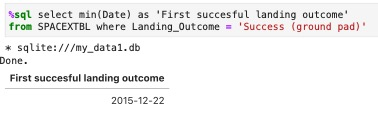 %sql select min(Date) as 'First succesful landing outcome'
from SPACEXTBL where Landing_Outcome = 'Success (ground pad)'
* sqlite:///my_data1.db
Done.
First succesful landing outcome
2015-12-22